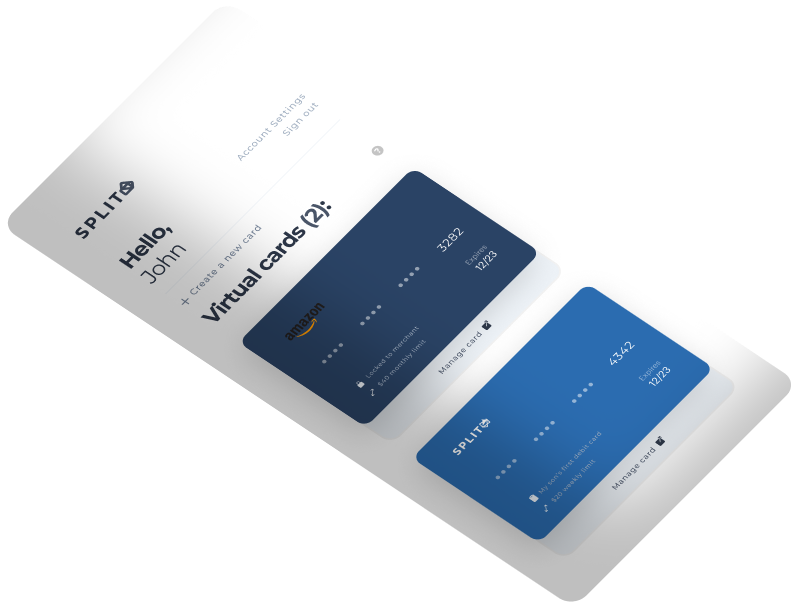 SPLIT
Hello,
John
Account Settings
Sign out
+ Create a new card
?
Virtual cards (2):
amazon
•••• •••• •••• 3282
Expires
12/23
Locked to merchant
$40 monthly limit
Manage card
SPLIT
•••• •••• •••• 4342
Expires
12/23
My son's first debit card
$20 weekly limit
Manage card